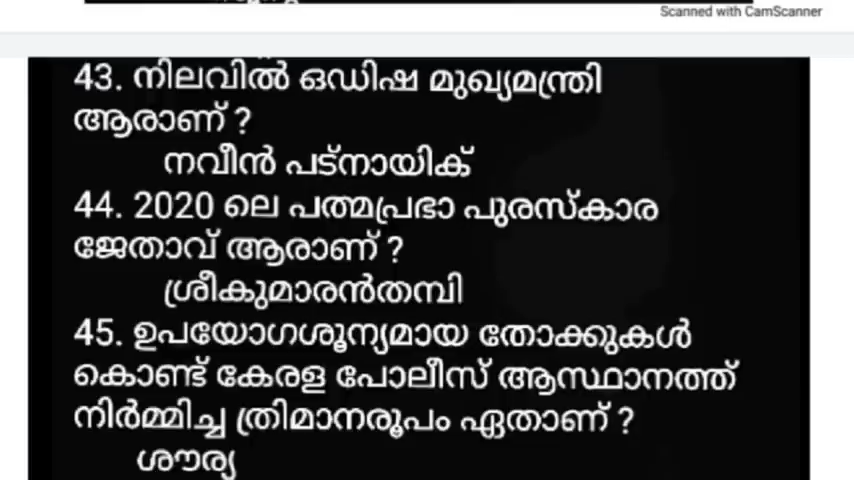 Scanned with CamScanner
43. നിലവിൽ ഒഡിഷ മുഖ്യമന്ത്രി
ആരാണ് ?
നവീൻ പട്നായിക്
44. 2020 ലെ പത്മപ്രഭാ പുരസ്കാര
ജേതാവ് ആരാണ് ?
ശ്രീകുമാരൻതമ്പി
45. ഉപയോഗശൂന്യമായ തോക്കുകൾ
കൊണ്ട് കേരള പോലീസ് ആസ്ഥാനത്ത്
നിർമ്മിച്ച ത്രിമാനരൂപം ഏതാണ് ?
ശൗര്യ